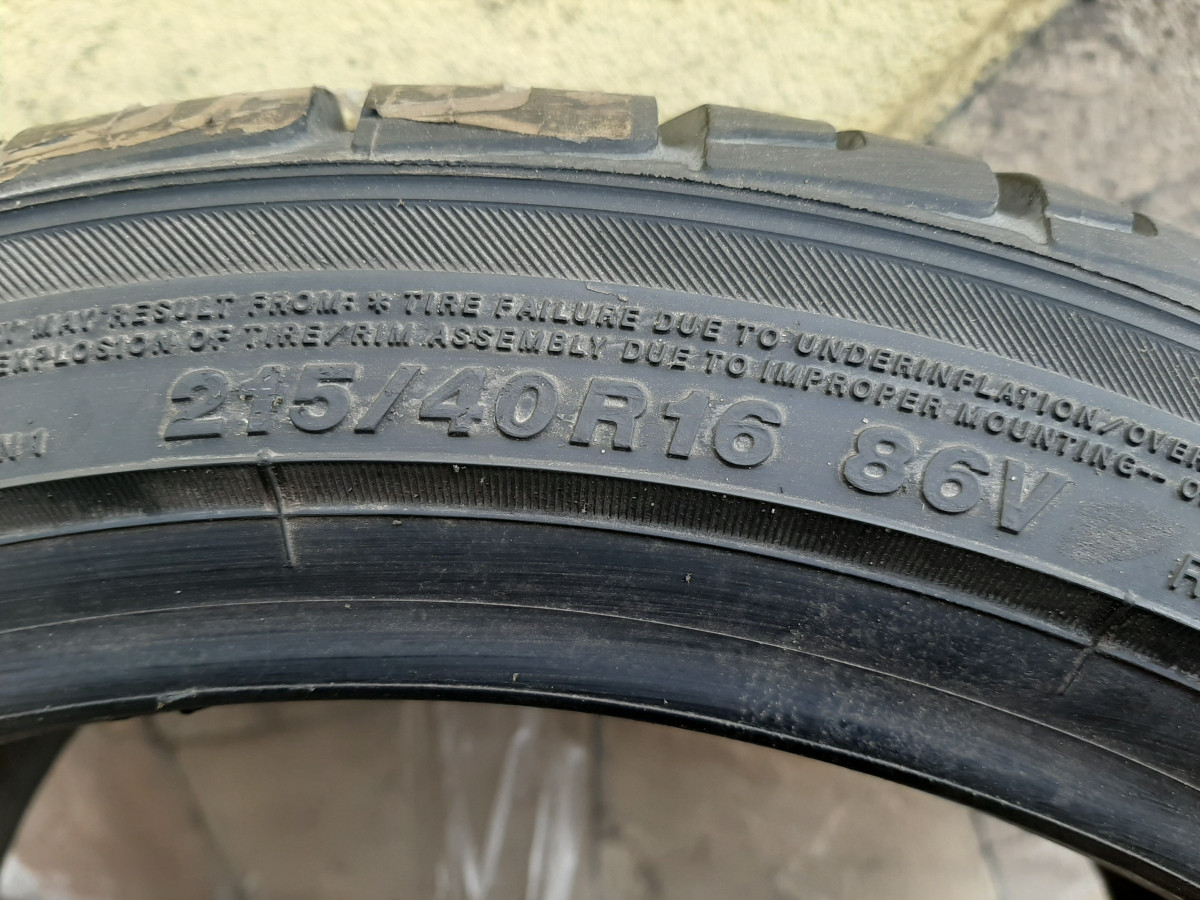 MAY RESULT FROM: * TIRE FAILURE DUE TO UNDERINFLATION/OVER
EXPLOSION OF TIRE/RIM ASSEMBLY DUE TO IMPROPER MOUNTING--
215/40R16 86V
N1